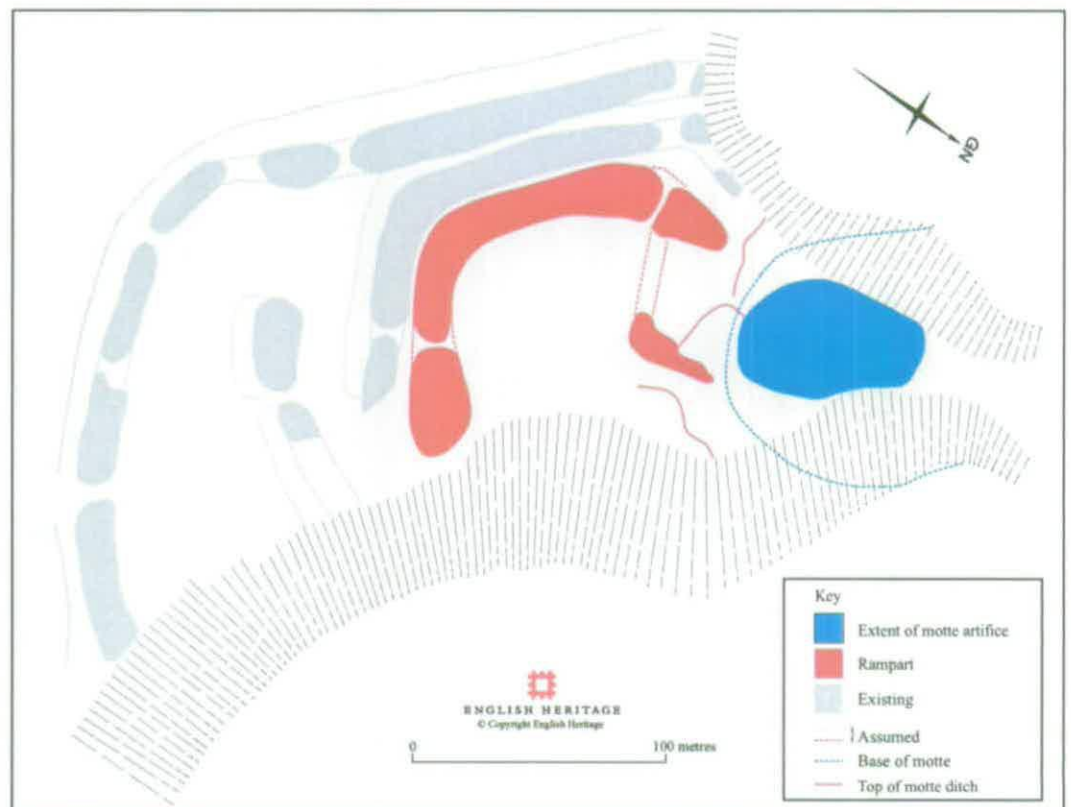 GN
Key
Extent of motte artifice
Rampart
Existing
Assumed
Base of motte
Top of motte ditch
ENGLISH HERITAGE
© Copyright English Heritage
0 100 metres